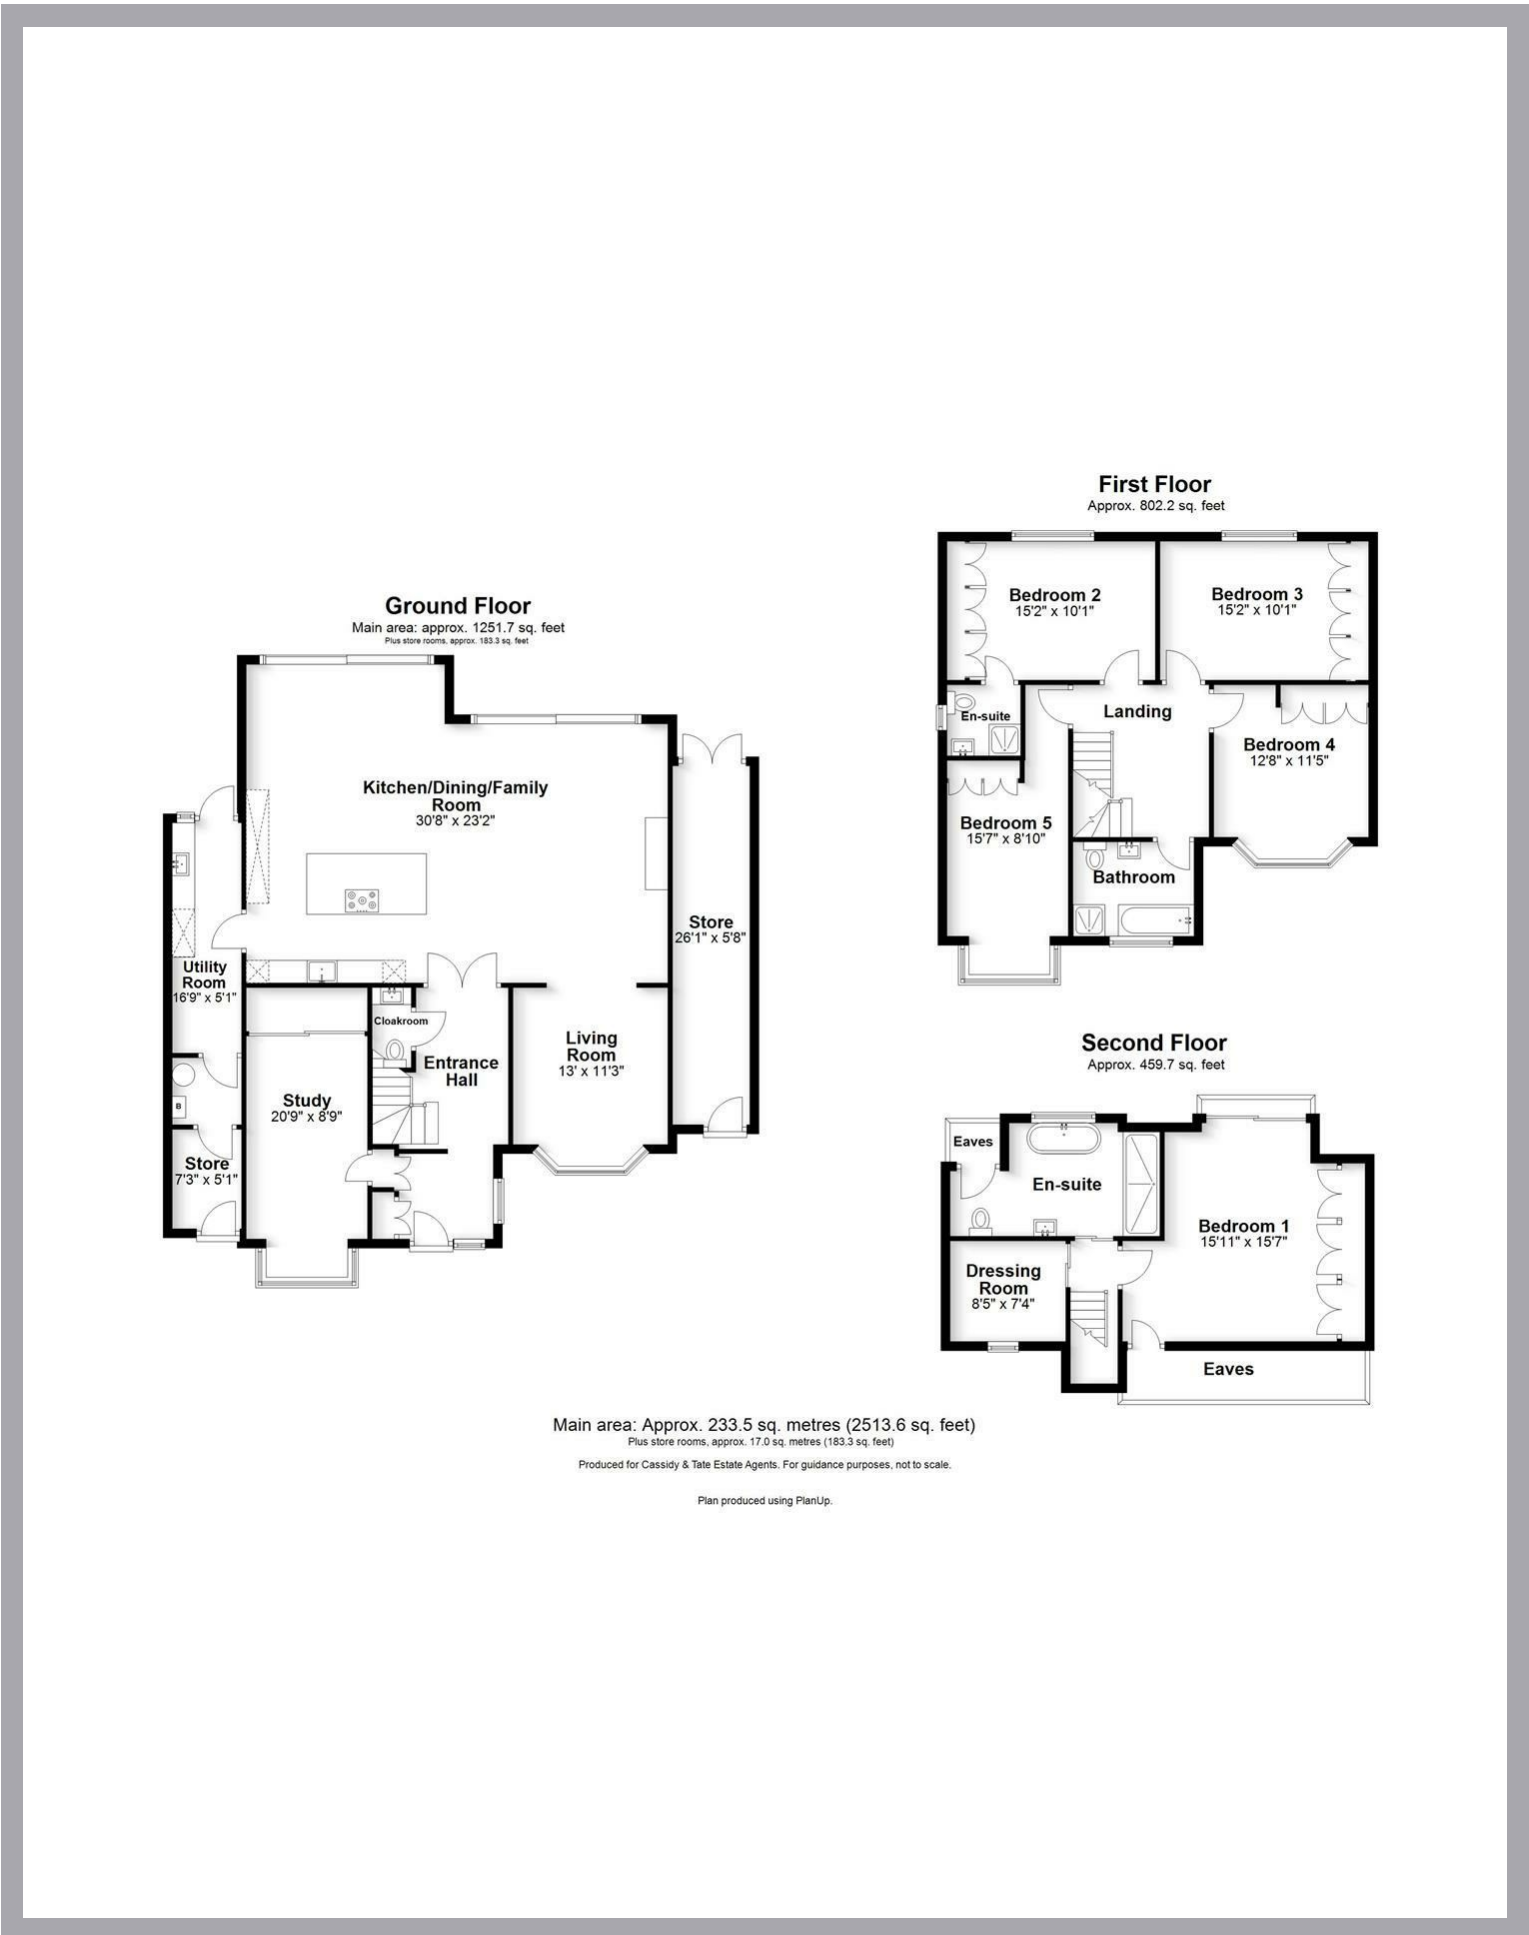 First Floor
Approx. 802.2 sq. feet
Bedroom 2
15'2" x 10'1"
Bedroom 3
15'2" x 10'1"
En-suite
Landing
Bedroom 4
12'8" x 11'5"
Bedroom 5
15'7" x 8'10"
Bathroom
Ground Floor
Main area: approx. 1251.7 sq. feet
Plus store rooms, approx. 183.3 sq. feet
Kitchen/Dining/Family
Room
30'8" x 23'2"
Store
26'1" x 5'8"
Utility
Room
16'9" x 5'1"
Cloakroom
Entrance
Hall
Living
Room
13' x 11'3"
Study
20'9" x 8'9"
B
Store
7'3" x 5'1"
Second Floor
Approx. 459.7 sq. feet
Eaves
En-suite
Bedroom 1
15'11" x 15'7"
Dressing
Room
8'5" x 7'4"
Eaves
Main area: Approx. 233.5 sq. metres (2513.6 sq. feet)
Plus store rooms, approx. 17.0 sq. metres (183.3 sq. feet)
Produced for Cassidy & Tate Estate Agents. For guidance purposes, not to scale.
Plan produced using PlanUp.